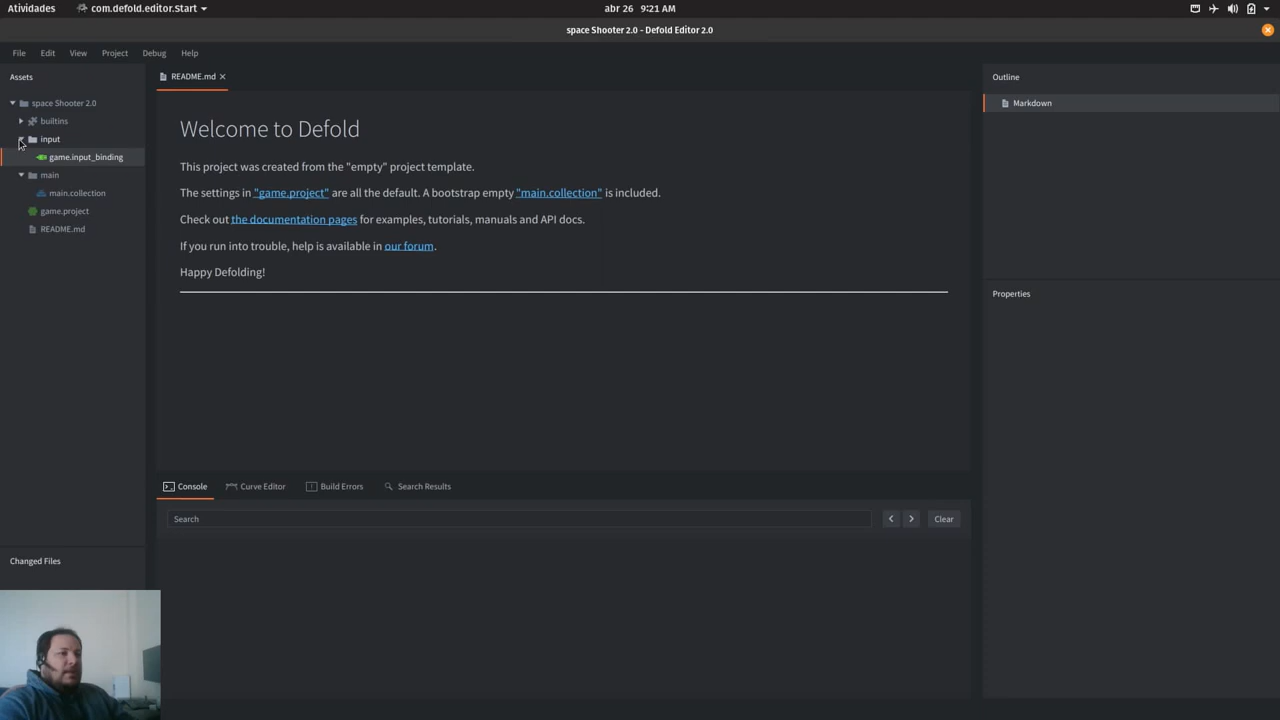 Atividades
com.defold.editor.Start
abr 26 9:21 AM
space Shooter 2.0 - Defold Editor 2.0
File Edit View Project Debug Help
Assets
space Shooter 2.0
builtins
input
game.input_binding
main
main.collection
game.project
README.md
Changed Files
README.md
Welcome to Defold
This project was created from the "empty" project template.
The settings in "game.project" are all the default. A bootstrap empty "main.collection" is included.
Check out the documentation pages for examples, tutorials, manuals and API docs.
If you run into trouble, help is available in our forum.
Happy Defolding!
Console Curve Editor Build Errors Search Results
Search
Clear
Outline
Markdown
Properties